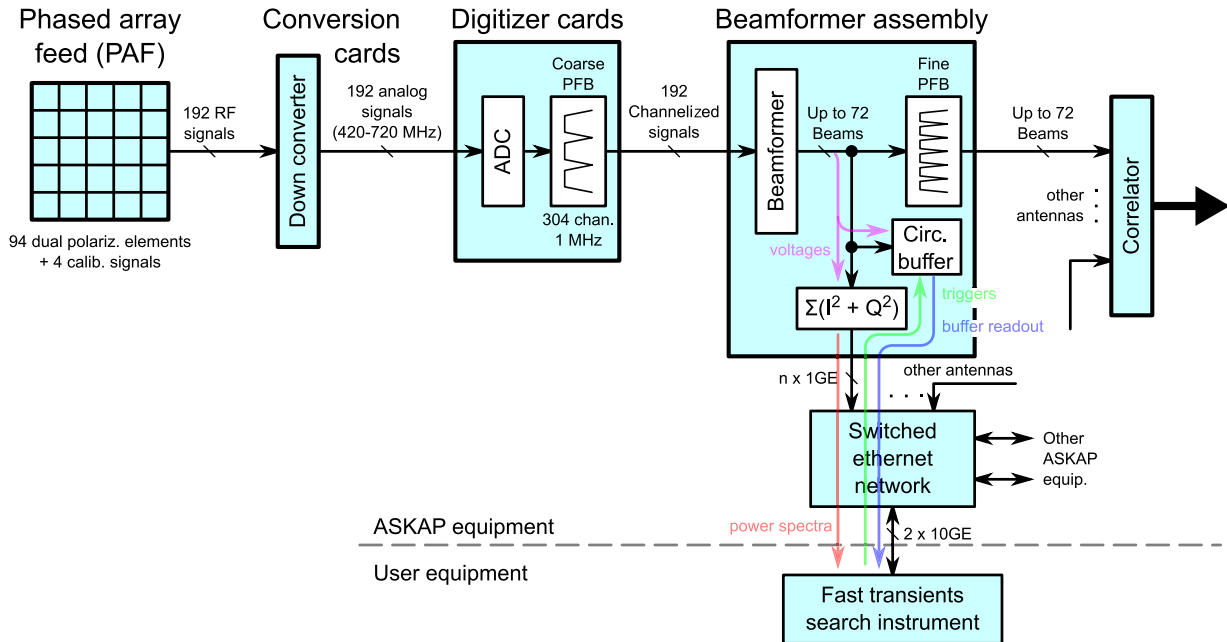 Phased array
feed (PAF)
Conversion
cards
Digitizer cards
Beamformer assembly
192 RF
signals
94 dual polariz. elements
+ 4 calib. signals
Down converter
192 analog
signals
(420-720 MHz)
ADC
Coarse
PFB
304 chan.
1 MHz
192
Channelized
signals
Beamformer
Up to 72
Beams
Fine
PFB
Up to 72
Beams
voltages
Circ.
buffer
triggers
buffer readout
Σ(I² + Q²)
other
antennas
Correlator
n x 1GE
other antennas
Switched
ethernet
network
Other
ASKAP
equip.
power spectra
2 x 10GE
ASKAP equipment
User equipment
Fast transients
search instrument